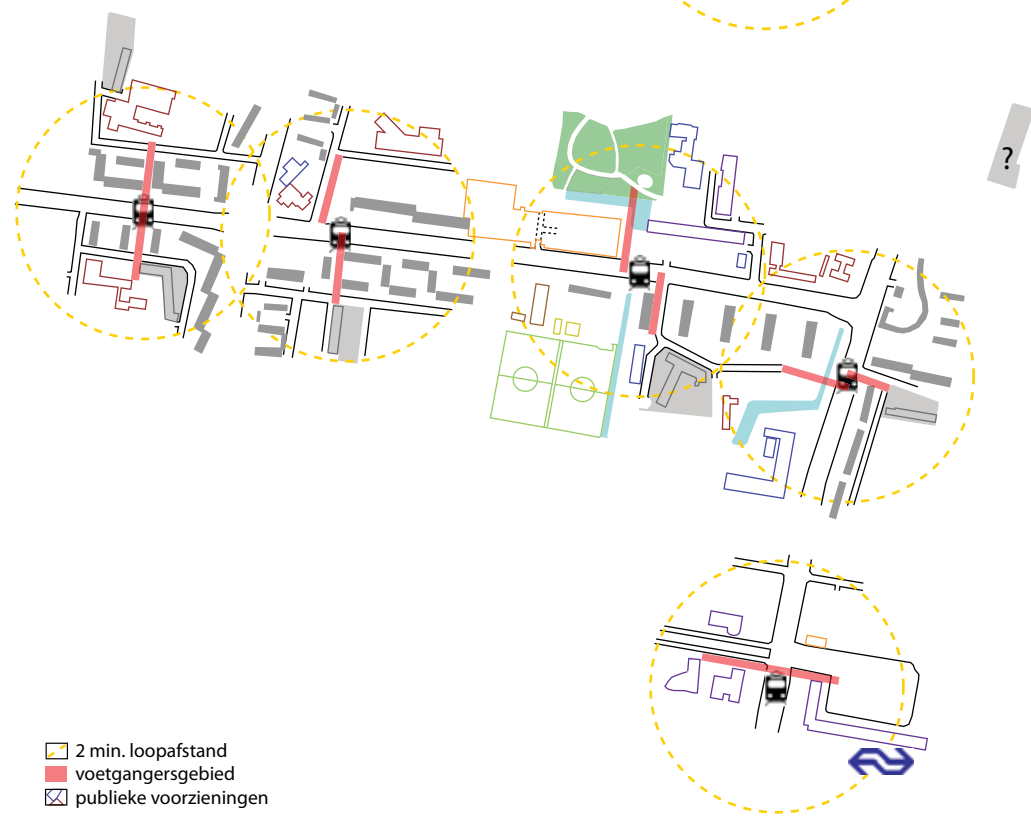 ?
2 min. loopafstand
voetgangersgebied
publieke voorzieningen